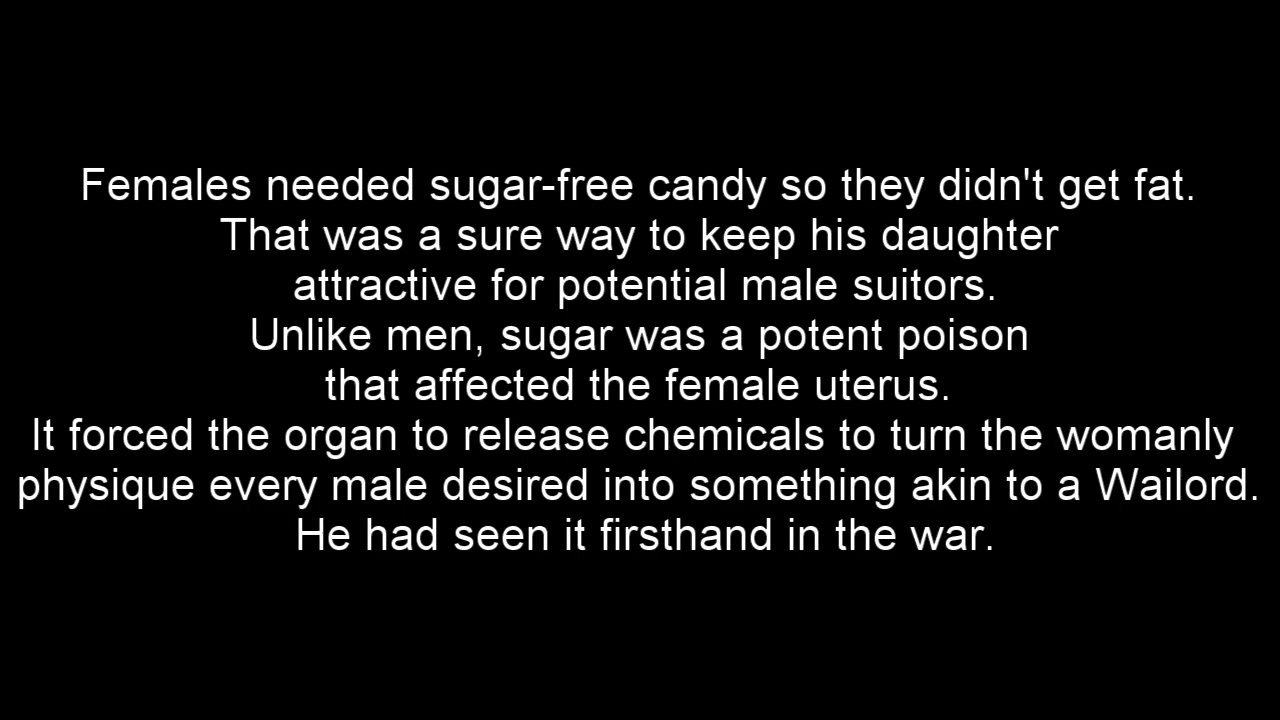 Females needed sugar-free candy so they didn't get fat.
That was a sure way to keep his daughter
attractive for potential male suitors.
Unlike men, sugar was a potent poison
that affected the female uterus.
It forced the organ to release chemicals to turn the womanly
physique every male desired into something akin to a Wailord.
He had seen it firsthand in the war.